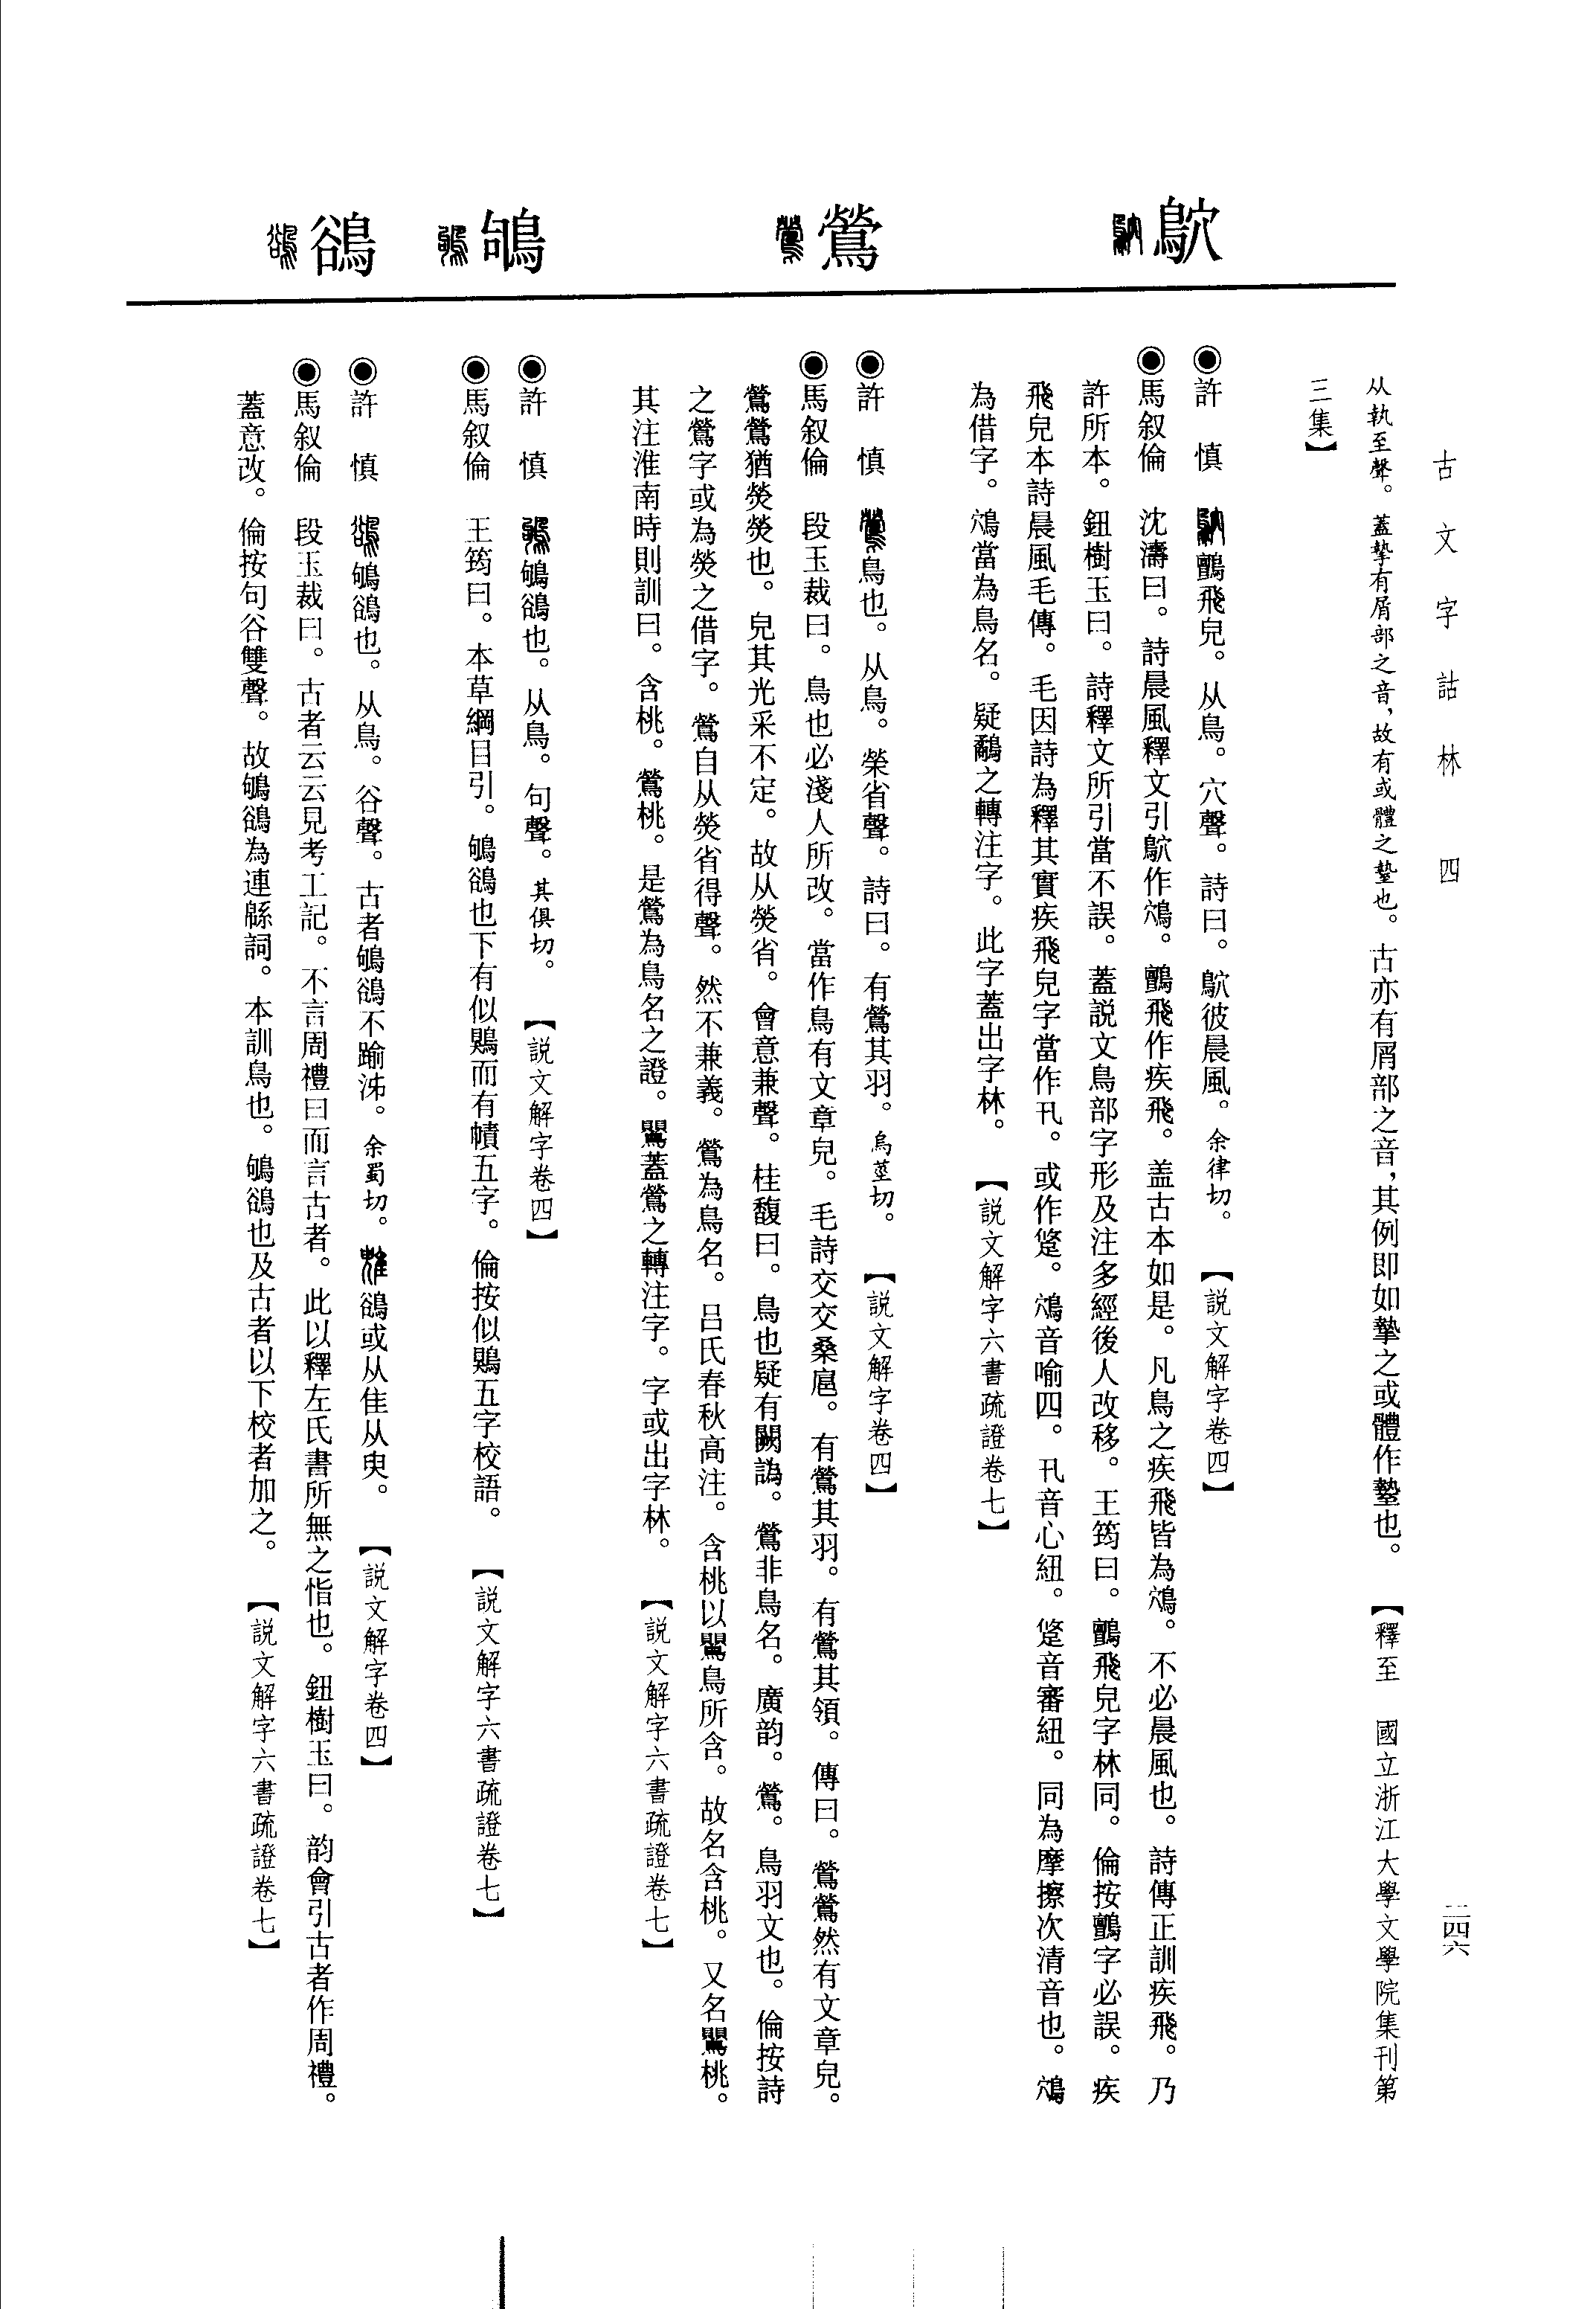 古文字詁林 四
二四六
从執至聲。蓋摯有屑部之音，故有或體之墊也。古亦有屑部之音，其例即如摯之或體作墊也。【釋至 國立浙江大學文學院集刊第
三集】
鴥
◉許 慎 鸇飛皃。从鳥。穴聲。詩曰。鴥彼晨風。余律切。【説文解字卷四】
◉馬叙倫 沈濤曰。詩晨風釋文引鴥作鴪。鸇飛作疾飛。盖古本如是。凡鳥之疾飛皆為鴪。不必晨風也。詩傳正訓疾飛。乃
許所本。鈕樹玉曰。詩釋文所引當不誤。蓋説文鳥部字形及注多經後人改移。王筠曰。鸇飛皃字林同。倫按鸇字必誤。疾
飛皃本詩晨風毛傳。毛因詩為釋其實疾飛皃字當作卂。或作。鴪音喻四。卂音心紐。音審紐。同為摩擦次清音也。鴪
為借字。鴪當為鳥名。疑鷸之轉注字。此字蓋出字林。【説文解字六書疏證卷七】
鶯
◉許 慎 鳥也。从鳥。榮省聲。詩曰。有鶯其羽。烏莖切。【説文解字卷四】
◉馬叙倫 段玉裁曰。鳥也必淺人所改。當作鳥有文章皃。毛詩交交桑扈。有鶯其羽。有鶯其領。傳曰。鶯鶯然有文章皃。
鶯鶯猶熒熒也。皃其光采不定。故从熒省。會意兼聲。桂馥曰。鳥也疑有闕譌。鶯非鳥名。廣韵。鶯。鳥羽文也。倫按詩
之鶯字或為熒之借字。鶯自从熒省得聲。然不兼義。鶯為鳥名。吕氏春秋高注。含桃以鸎鳥所含。故名含桃。又名鸎桃。
其注淮南時則訓曰。含桃。鶯桃。是鶯為鳥名之證。鸎蓋鶯之轉注字。字或出字林。【説文解字六書疏證卷七】
鴝
◉許 慎 鴝鵒也。从鳥。句聲。其俱切。【説文解字卷四】
◉馬叙倫 王筠曰。本草綱目引。鴝鵒也下有似鶪而有幘五字。倫按似鶪五字校語。【説文解字六書疏證卷七】
鵒
◉許 慎 鴝鵒也。从鳥。谷聲。古者鴝鵒不踰泲。余蜀切。鵒或从隹从臾。【説文解字卷四】
◉馬叙倫 段玉裁曰。古者云云見考工記。不言周禮曰而言古者。此以釋左氏書所無之恉也。鈕樹玉曰。韵會引古者作周禮。
蓋意改。倫按句谷雙聲。故鴝鵒為連緜詞。本訓鳥也。鴝鵒也及古者以下校者加之。【説文解字六書疏證卷七】